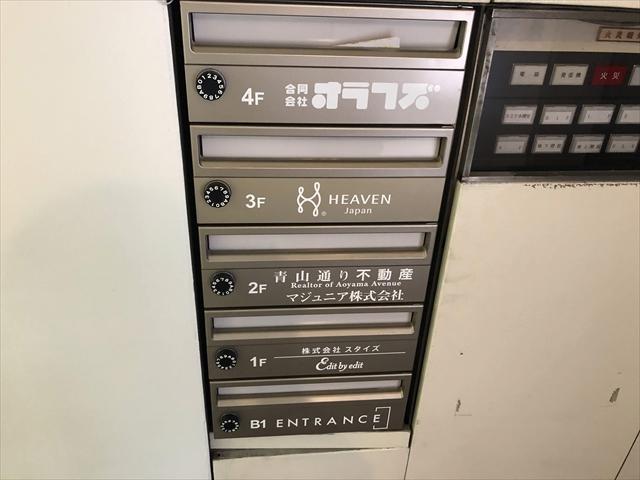 4F 合同会社 オラフズ
3F HEAVEN Japan
2F 青山通り不動産
Realtor of Aoyama Avenue
マジュニア株式会社
1F 株式会社 スタイズ
Edit by edit
B1 ENTRANCE
火災